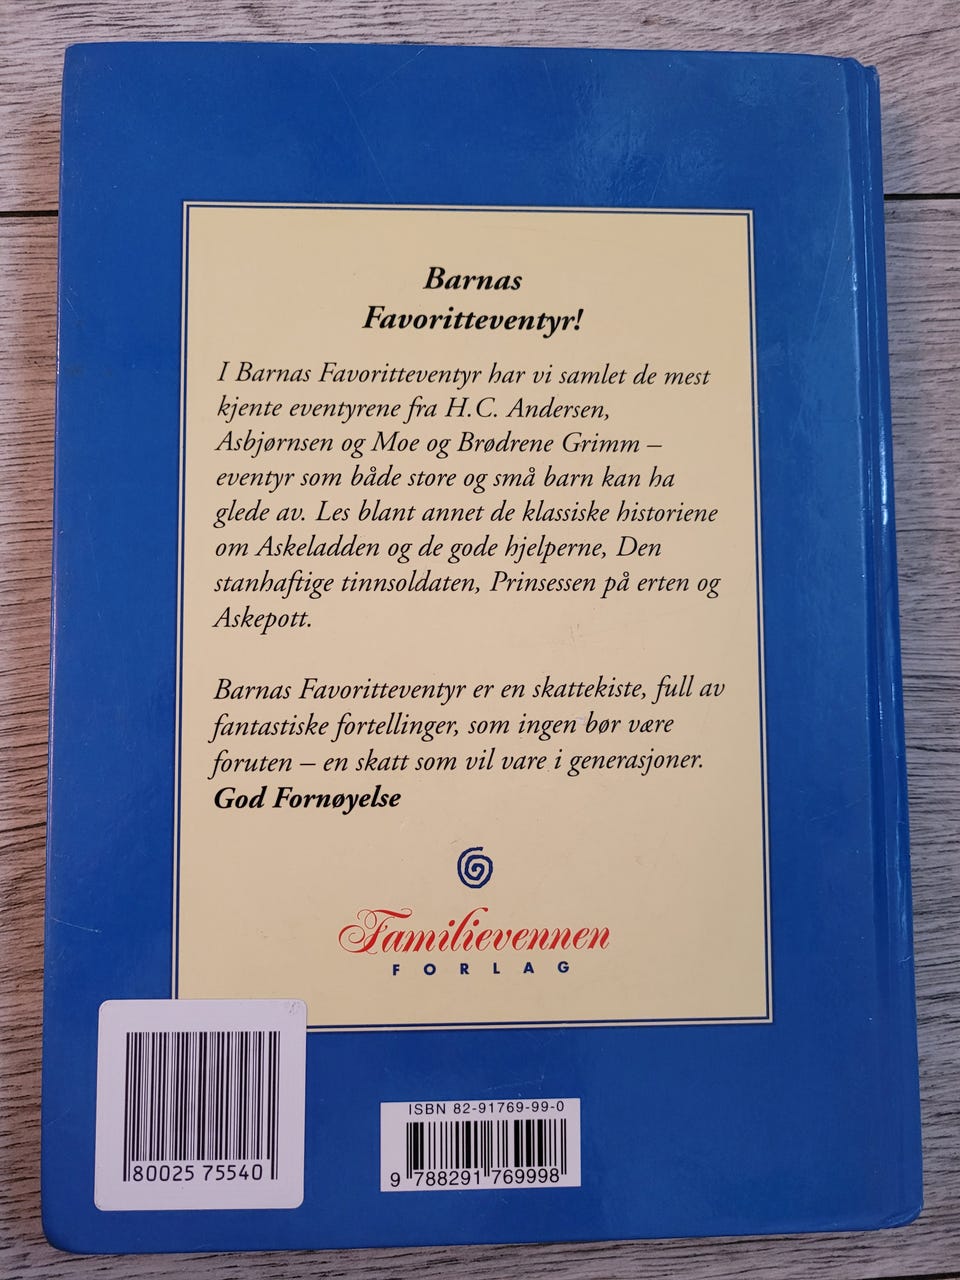 Barnas
Favoritteventyr!
I Barnas Favoritteventyr har vi samlet de mest
kjente eventyrene fra H.C. Andersen,
Asbjørnsen og Moe og Brødrene Grimm –
eventyr som både store og små barn kan ha
glede av. Les blant annet de klassiske historiene
om Askeladden og de gode hjelperne, Den
stanhaftige tinnsoldaten, Prinsessen på erten og
Askepott.
Barnas Favoritteventyr er en skattekiste, full av
fantastiske fortellinger, som ingen bør være
foruten – en skatt som vil vare i generasjoner.
God Fornøyelse
Familievennen
FORLAG
80025 75540
ISBN 82-91769-99-0
9 788291 769998